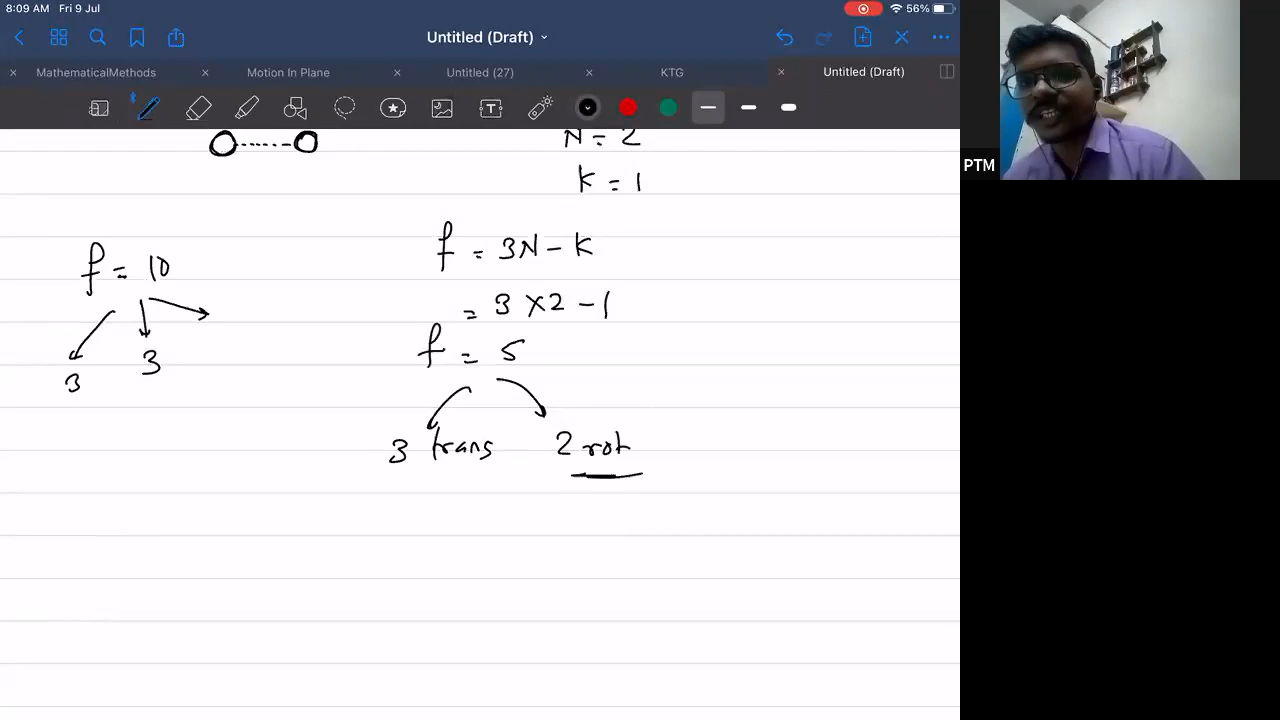 8:09 AM Fri 9 Jul
56%
Untitled (Draft)
MathematicalMethods
Motion In Plane
Untitled (27)
KTG
Untitled (Draft)
T
PTM
N = 2
K = 1
f = 10
3 3
f = 3N - K
= 3 × 2 - 1
f = 5
3 trans 2 rot